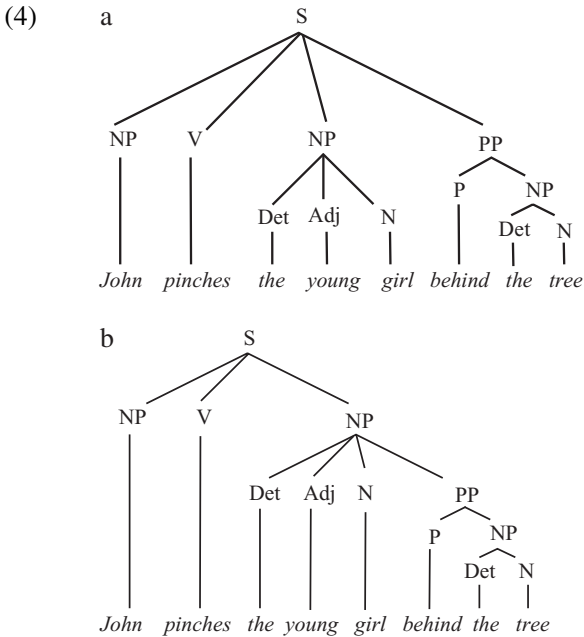 (4) a S
NP V NP PP
P NP
Det Adj N Det N
John pinches the young girl behind the tree
b S
NP V NP
Det Adj N PP
P NP
Det N
John pinches the young girl behind the tree